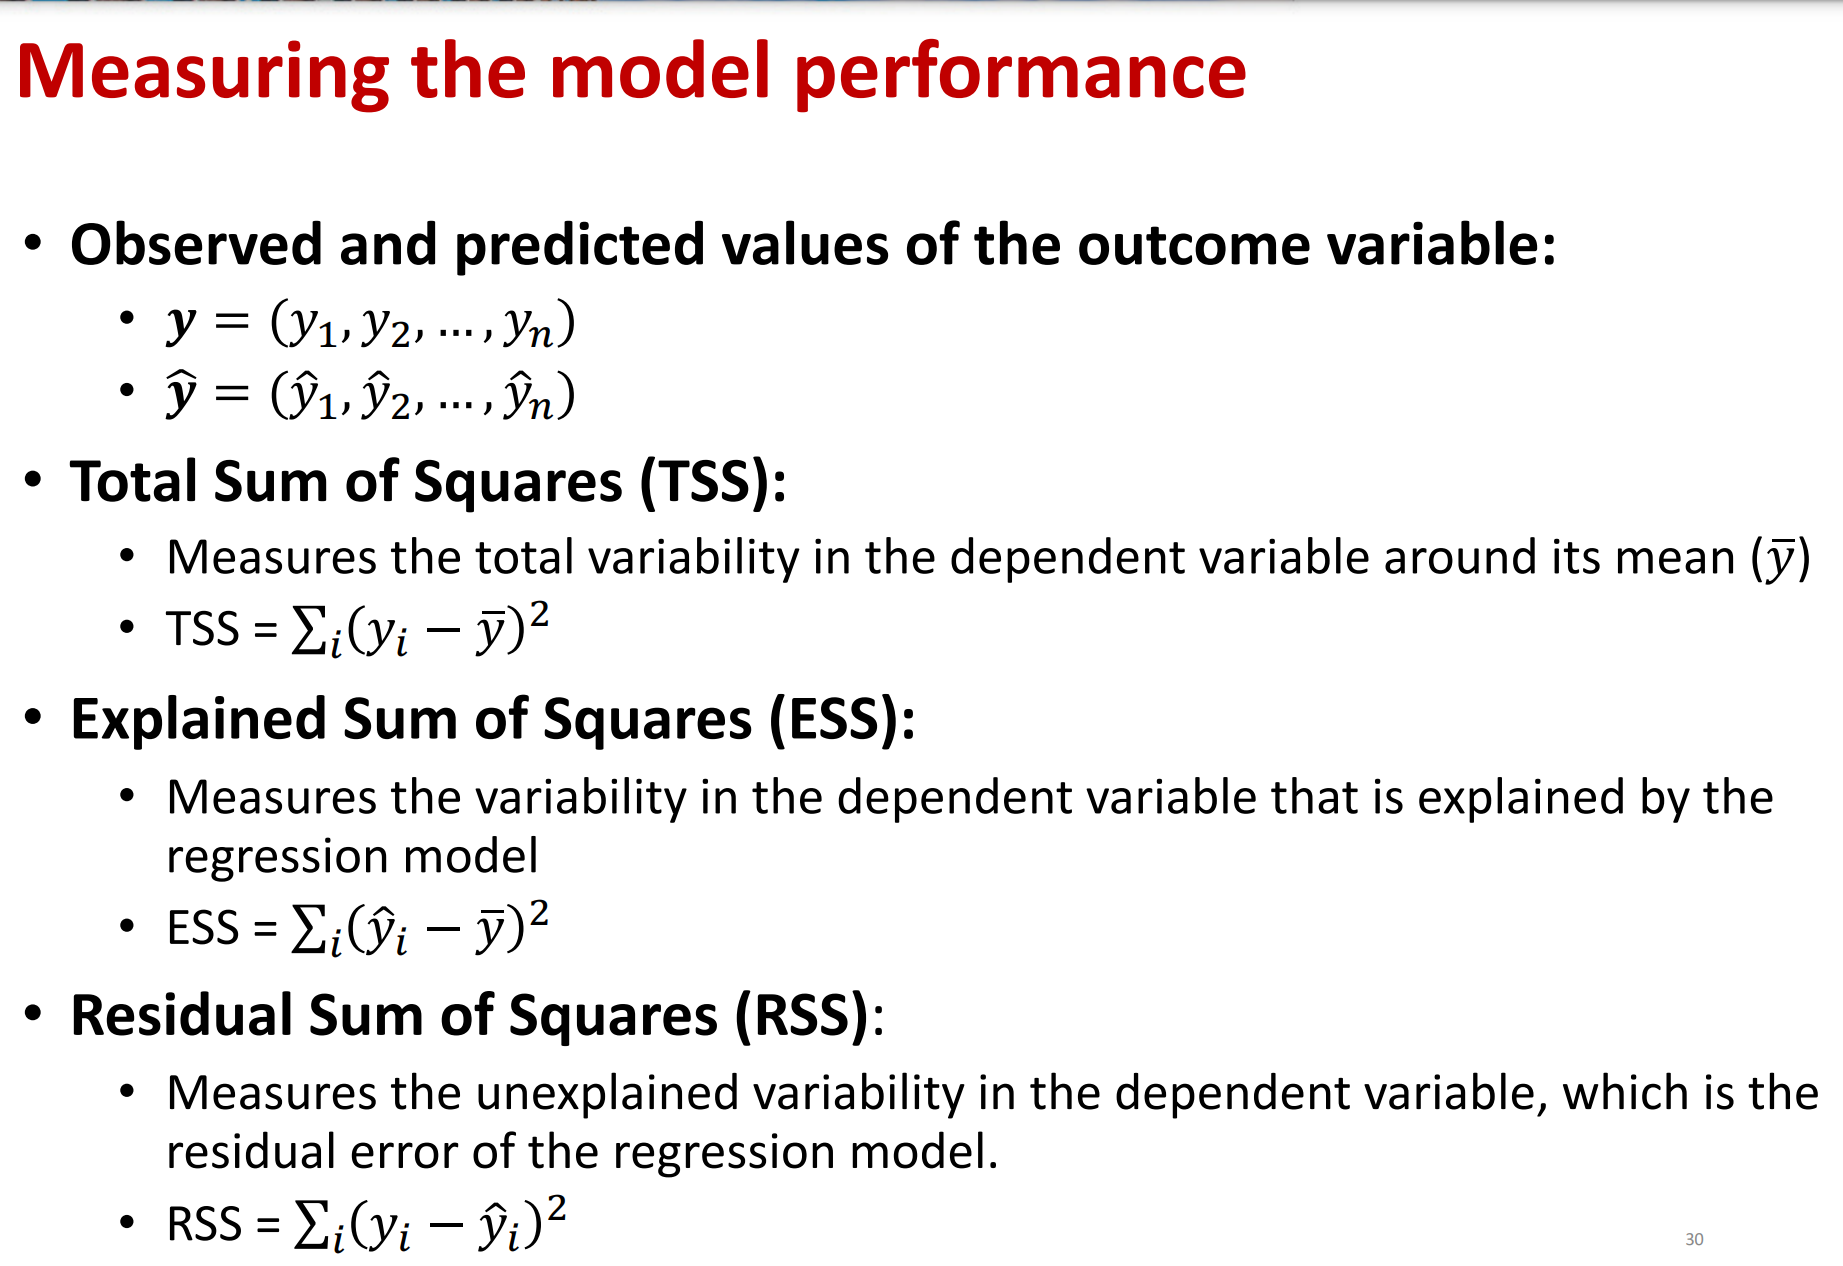 Measuring the model performance
• Observed and predicted values of the outcome variable:
• 𝒚 = (y₁, y₂, … , yₙ)
• 𝒚̂ = (ŷ₁, ŷ₂, … , ŷₙ)
• Total Sum of Squares (TSS):
• Measures the total variability in the dependent variable around its mean (ȳ)
• TSS = ∑ᵢ(yᵢ − ȳ)²
• Explained Sum of Squares (ESS):
• Measures the variability in the dependent variable that is explained by the
regression model
• ESS = ∑ᵢ(ŷᵢ − ȳ)²
• Residual Sum of Squares (RSS):
• Measures the unexplained variability in the dependent variable, which is the
residual error of the regression model.
• RSS = ∑ᵢ(yᵢ − ŷᵢ)²
30